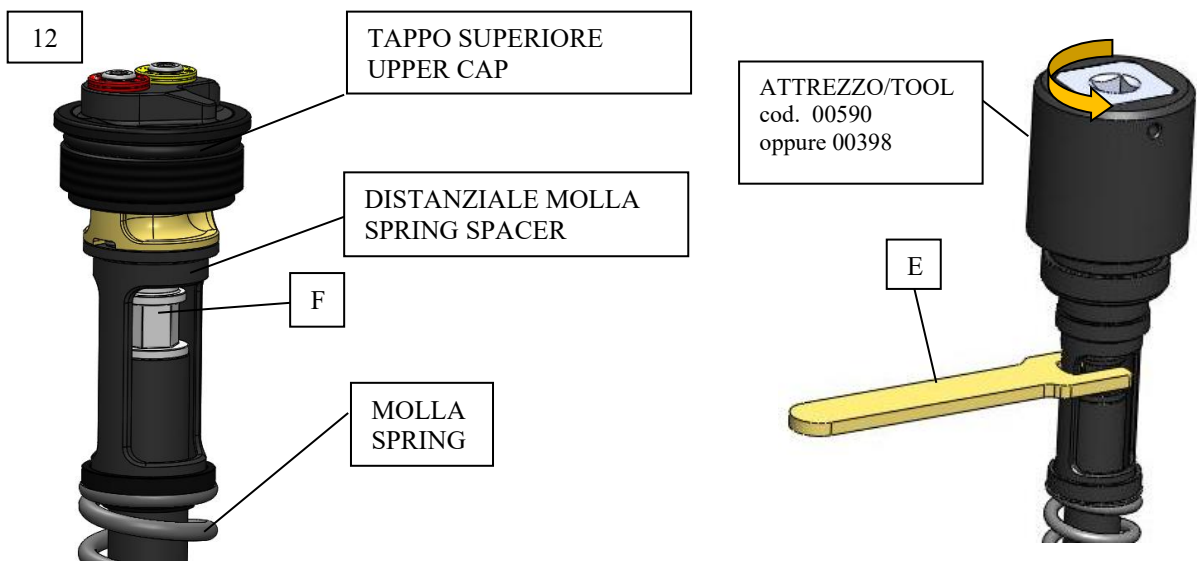 12
TAPPO SUPERIORE
UPPER CAP
DISTANZIALE MOLLA
SPRING SPACER
F
MOLLA
SPRING
ATTREZZO/TOOL
cod. 00590
oppure 00398
E